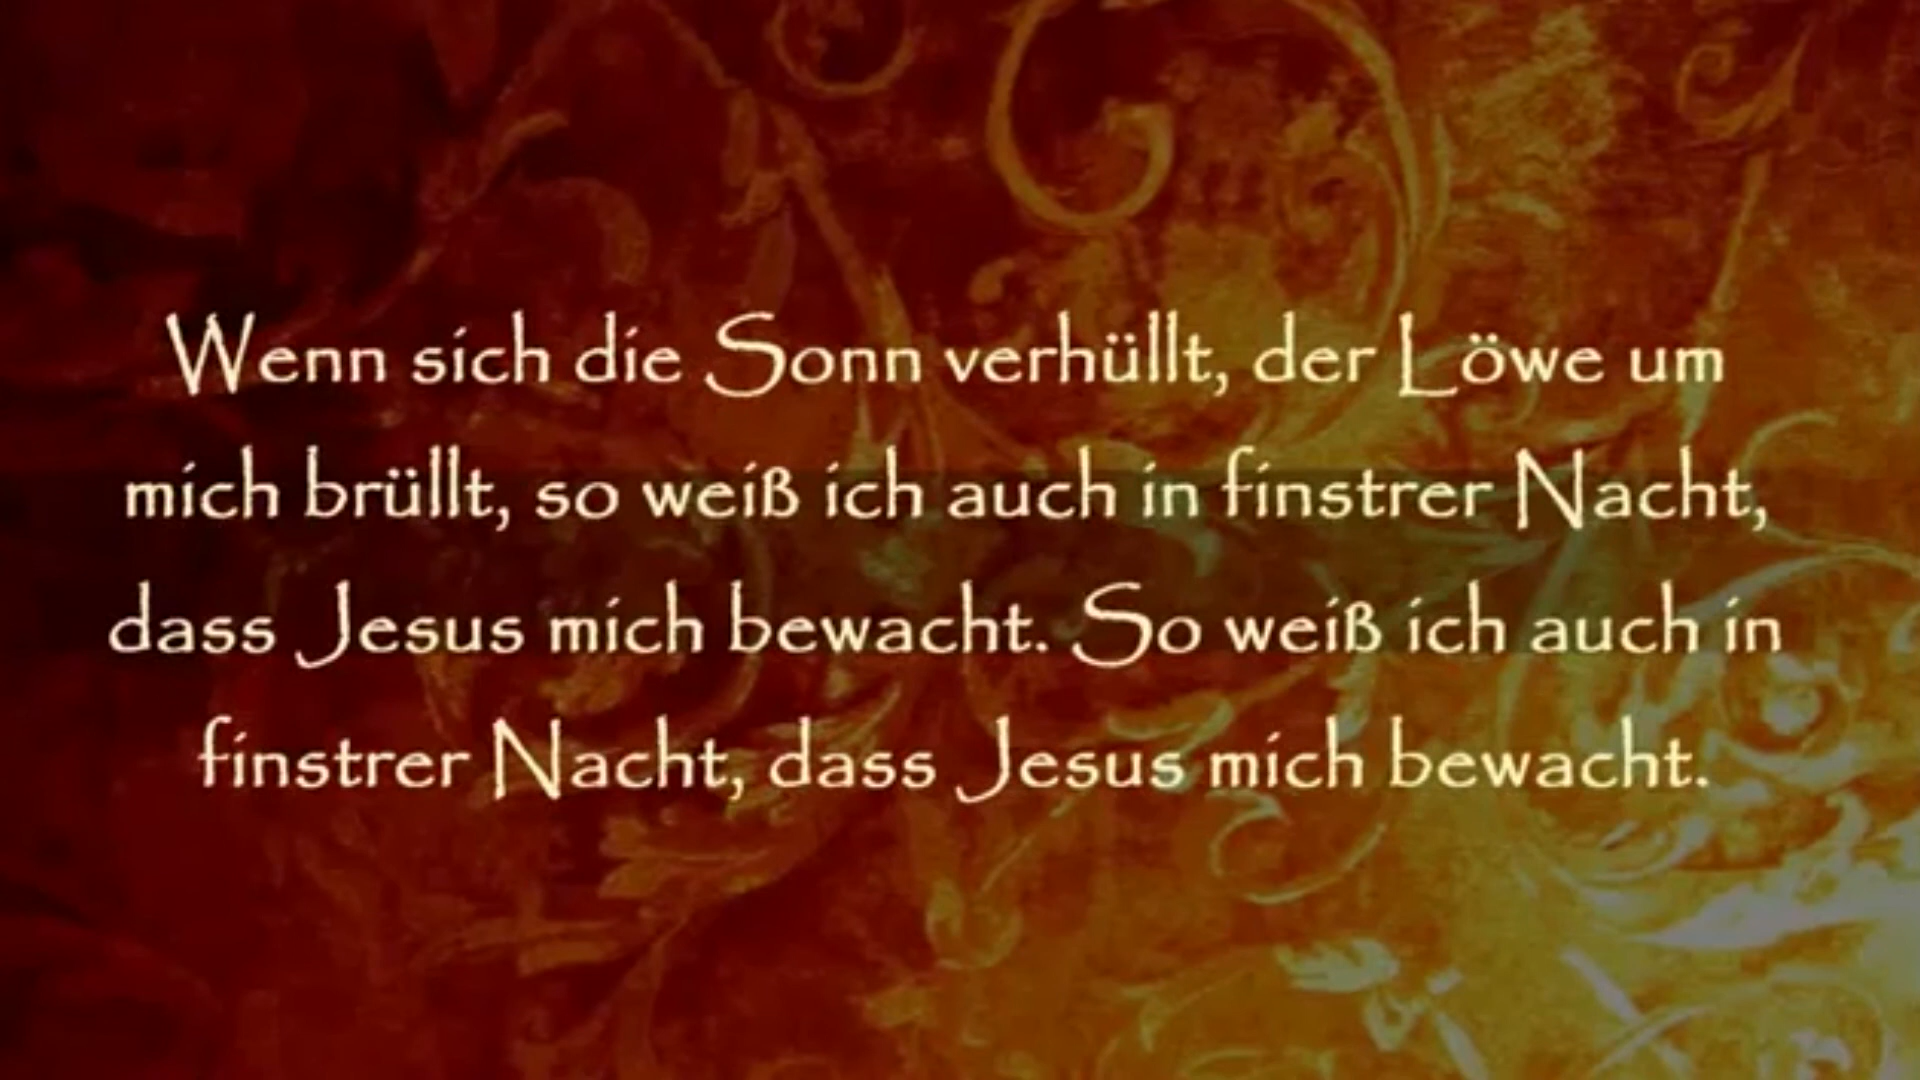 Wenn sich die Sonn verhüllt, der Löwe um
mich brüllt, so weiß ich auch in finstrer Nacht,
dass Jesus mich bewacht. So weiß ich auch in
finstrer Nacht, dass Jesus mich bewacht.